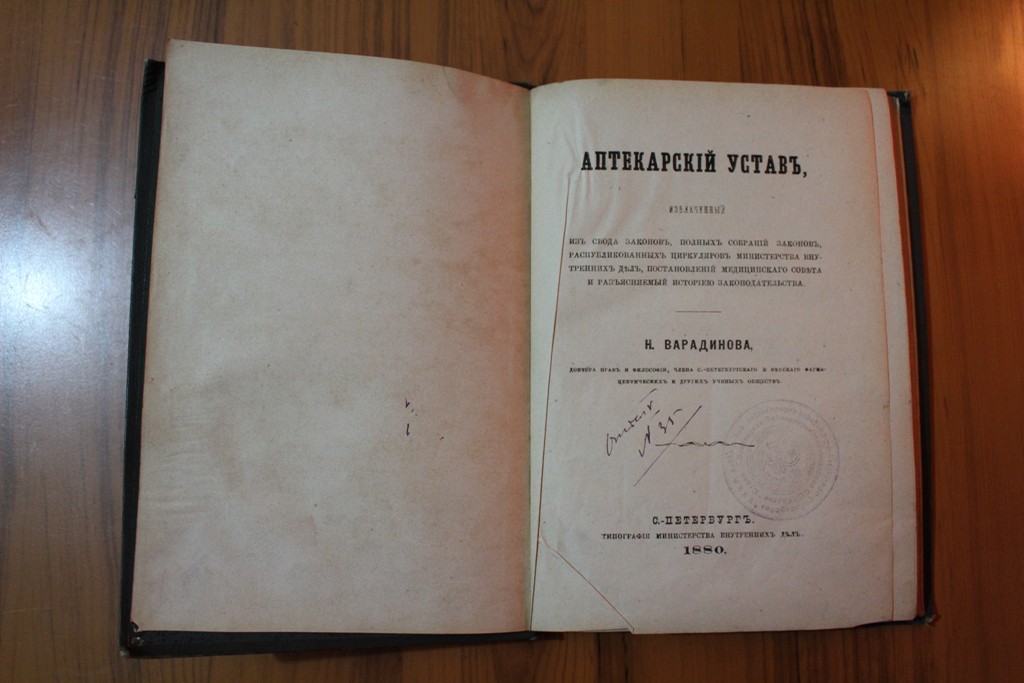 АПТЕКАРСКІЙ УСТАВЪ,
ИЗВЛЕЧЕННЫЙ
ИЗЪ СВОДА ЗАКОНОВЪ, ПОЛНЫХЪ СОБРАНІЙ ЗАКОНОВЪ,
РАСПУБЛИКОВАННЫХЪ ЦИРКУЛЯРОВЪ МИНИСТЕРСТВА ВНУ-
ТРЕННИХЪ ДѢЛЪ, ПОСТАНОВЛЕНІЙ МЕДИЦИНСКАГО СОВѢТА
И РАЗЪЯСНЯЕМЫЙ ИСТОРІЕЮ ЗАКОНОДАТЕЛЬСТВА.
Н. ВАРАДИНОВА,
ДОКТОРА ПРАВЪ И ФИЛОСОФІИ, ЧЛЕНА С.-ПЕТЕРБУРГСКАГО И ВѢНСКАГО ФАРМА-
ЦЕВТИЧЕСКИХЪ И ДРУГИХЪ УЧЕНЫХЪ ОБЩЕСТВЪ.
С.-ПЕТЕРБУРГЪ.
ТИПОГРАФІЯ МИНИСТЕРСТВА ВНУТРЕННИХЪ ДѢЛЪ.
1880.